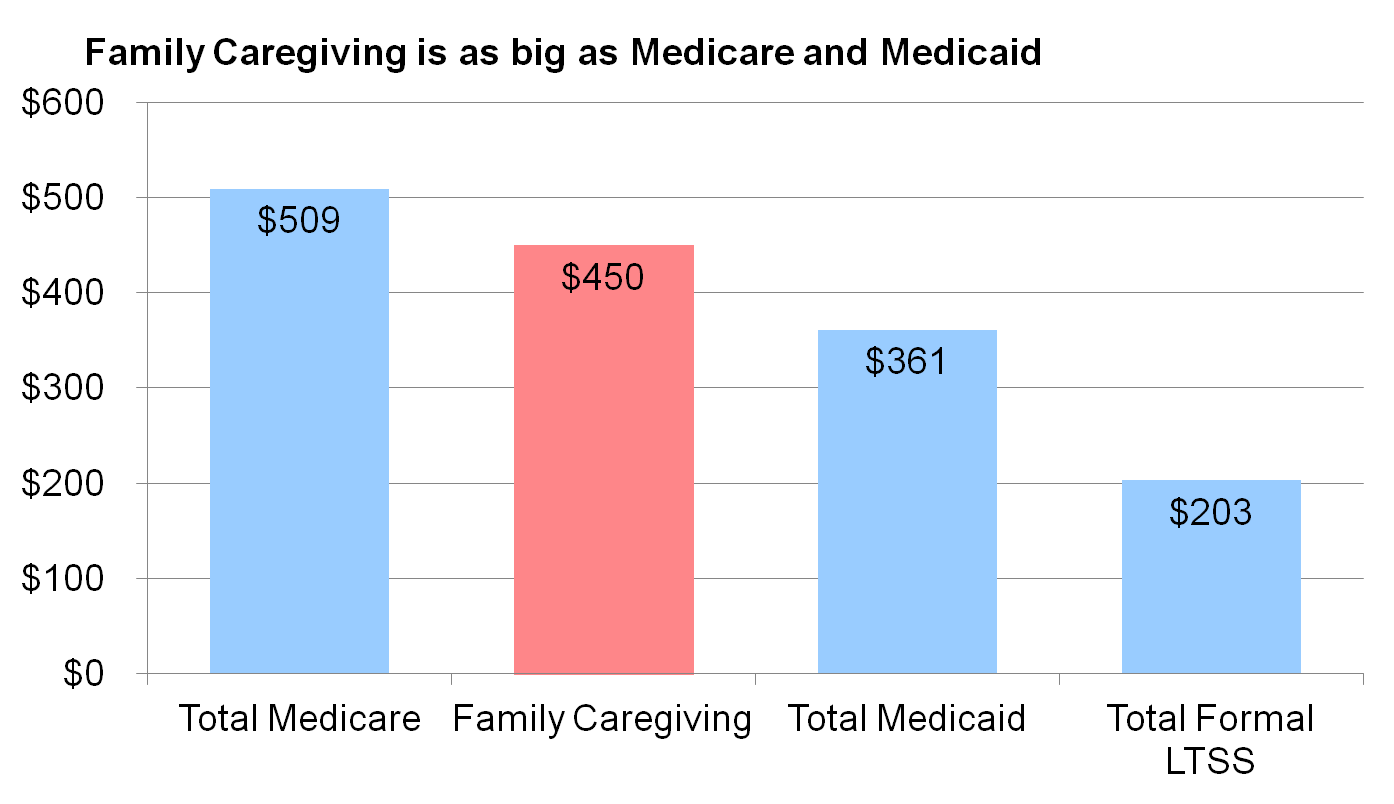 Family Caregiving is as big as Medicare and Medicaid
$600
$500
$400
$300
$200
$100
$0
$509
$450
$361
$203
Total Medicare
Family Caregiving
Total Medicaid
Total Formal
LTSS